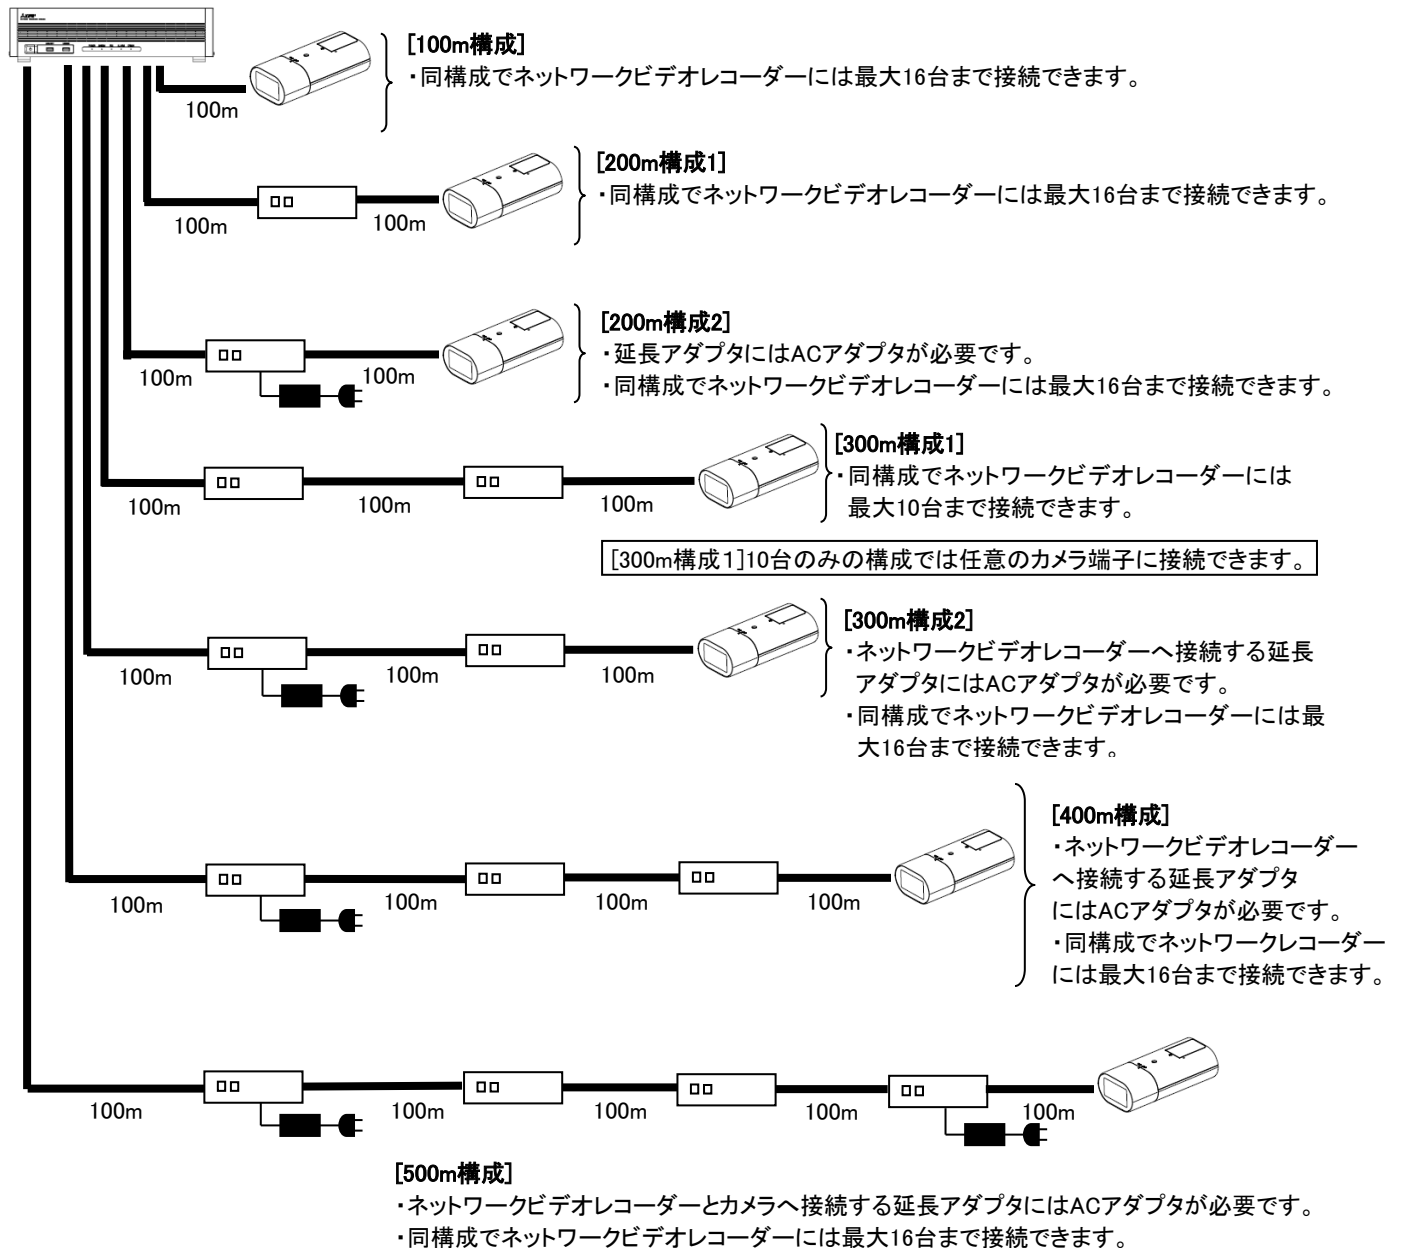 [100m構成]
・同構成でネットワークビデオレコーダーには最大16台まで接続できます。
100m
[200m構成1]
・同構成でネットワークビデオレコーダーには最大16台まで接続できます。
100m 100m
[200m構成2]
・延長アダプタにはACアダプタが必要です。
・同構成でネットワークビデオレコーダーには最大16台まで接続できます。
100m 100m
[300m構成1]
・同構成でネットワークビデオレコーダーには
最大10台まで接続できます。
100m 100m 100m
[300m構成1]10台のみの構成では任意のカメラ端子に接続できます。
[300m構成2]
・ネットワークビデオレコーダーへ接続する延長
アダプタにはACアダプタが必要です。
・同構成でネットワークビデオレコーダーには最
大16台まで接続できます。
100m 100m 100m
[400m構成]
・ネットワークビデオレコーダー
へ接続する延長アダプタ
にはACアダプタが必要です。
・同構成でネットワークレコーダー
には最大16台まで接続できます。
100m 100m 100m 100m
100m 100m 100m 100m 100m
[500m構成]
・ネットワークビデオレコーダーとカメラへ接続する延長アダプタにはACアダプタが必要です。
・同構成でネットワークビデオレコーダーには最大16台まで接続できます。